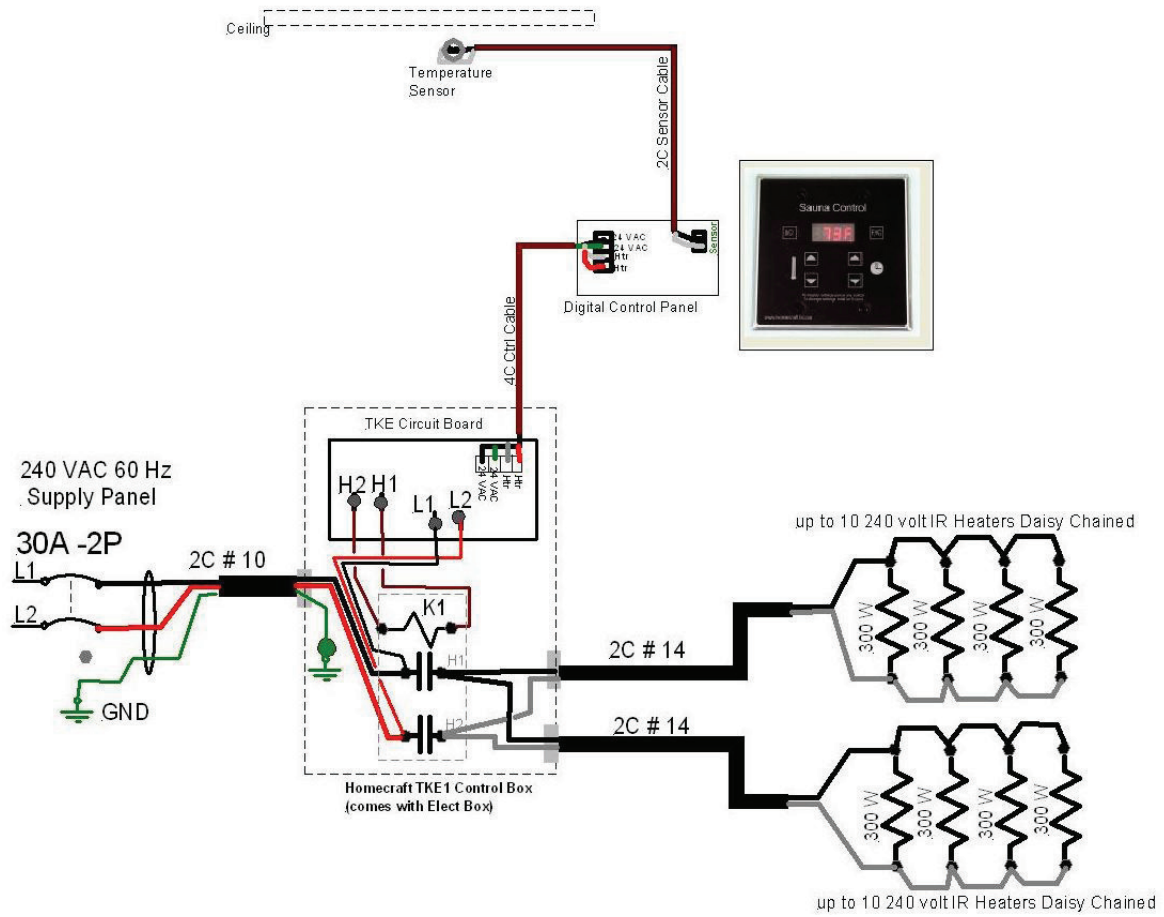 Ceiling
Temperature
Sensor
2C Sensor Cable
Sauna Control
73F
24 VAC
24 VAC
Htr
Htr
Sensor
Digital Control Panel
4C Ctrl Cable
TKE Circuit Board
24 VAC
24 VAC
Htr
Htr
H2 H1
L1 L2
240 VAC 60 Hz
Supply Panel
30A -2P
L1
L2
2C # 10
GND
K1
H1
H2
2C # 14
2C # 14
Homecraft TKE1 Control Box
(comes with Elect Box)
up to 10 240 volt IR Heaters Daisy Chained
300 W
300 W
300 W
300 W
300 W
300 W
300 W
300 W
up to 10 240 volt IR Heaters Daisy Chained